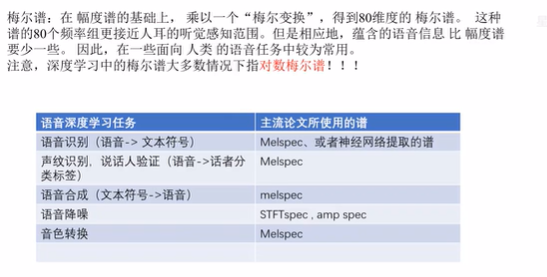 梅尔谱：在 幅度谱的基础上， 乘以一个“梅尔变换”，得到80维度的 梅尔谱。 这种
谱的80个频率组更接近人耳的听觉感知范围。但是相应地，蕴含的语音信息 比 幅度谱
要少一些。 因此，在一些面向 人类 的语音任务中较为常用。
注意，深度学习中的梅尔谱大多数情况下指对数梅尔谱！！！
语音深度学习任务 主流论文所使用的谱
语音识别（语音-> 文本符号） Melspec、或者神经网络提取的谱
声纹识别，说话人验证（语音->话者分 Melspec
类标签）
语音合成（文本符号->语音） melspec
语音降噪 STFTspec , amp spec
音色转换 Melspec